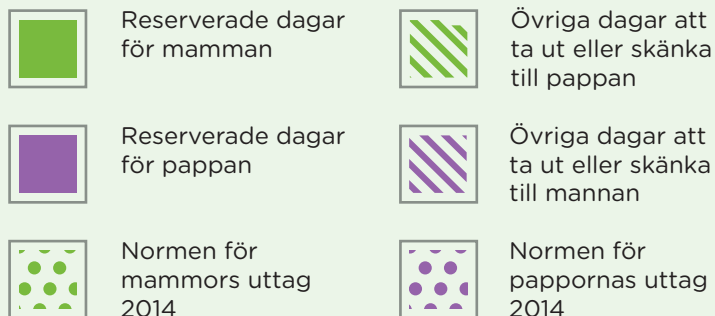 Reserverade dagar
för mamman
Övriga dagar att
ta ut eller skänka
till pappan
Reserverade dagar
för pappan
Övriga dagar att
ta ut eller skänka
till mannan
Normen för
mammors uttag
2014
Normen för
pappornas uttag
2014